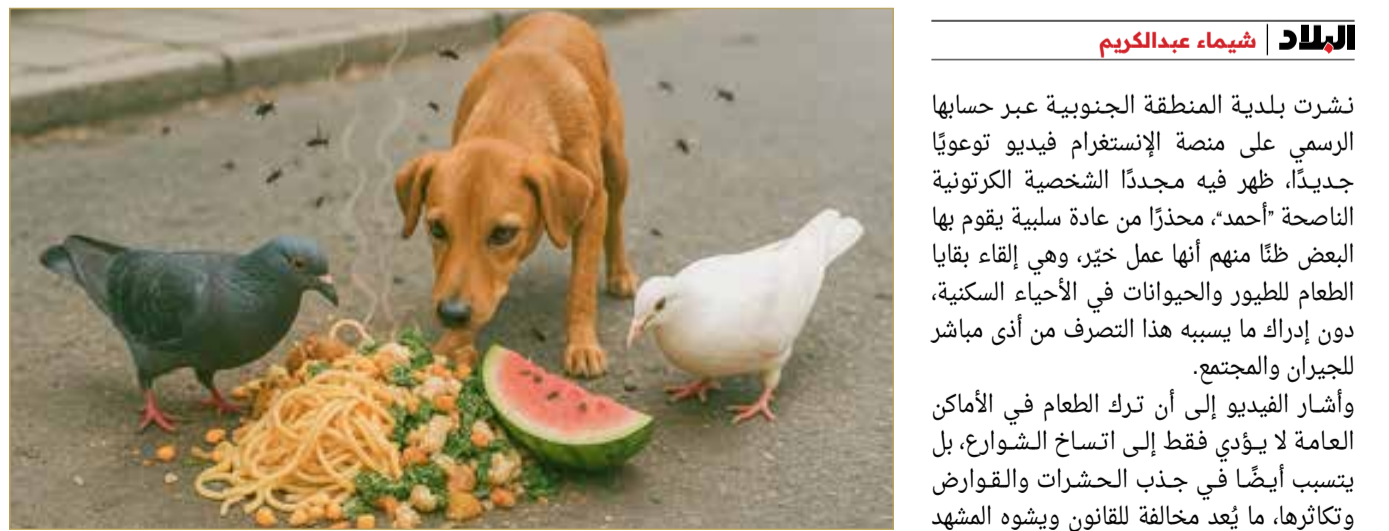 البلاد | شيماء عبدالكريم
نشرت بلدية المنطقة الجنوبية عبر حسابها
الرسمي على منصة الإنستغرام فيديو توعويًا
جديدًا، ظهر فيه مجددًا الشخصية الكرتونية
الناصحة ”أحمد“، محذرًا من عادة سلبية يقوم بها
البعض ظنًا منهم أنها عمل خيّر، وهي إلقاء بقايا
الطعام للطيور والحيوانات في الأحياء السكنية،
دون إدراك ما يسببه هذا التصرف من أذى مباشر
للجيران والمجتمع.
وأشار الفيديو إلى أن ترك الطعام في الأماكن
العامة لا يؤدي فقط إلى اتساخ الشوارع، بل
يتسبب أيضًا في جذب الحشرات والقوارض
وتكاثرها، ما يُعد مخالفة للقانون ويشوه المشهد